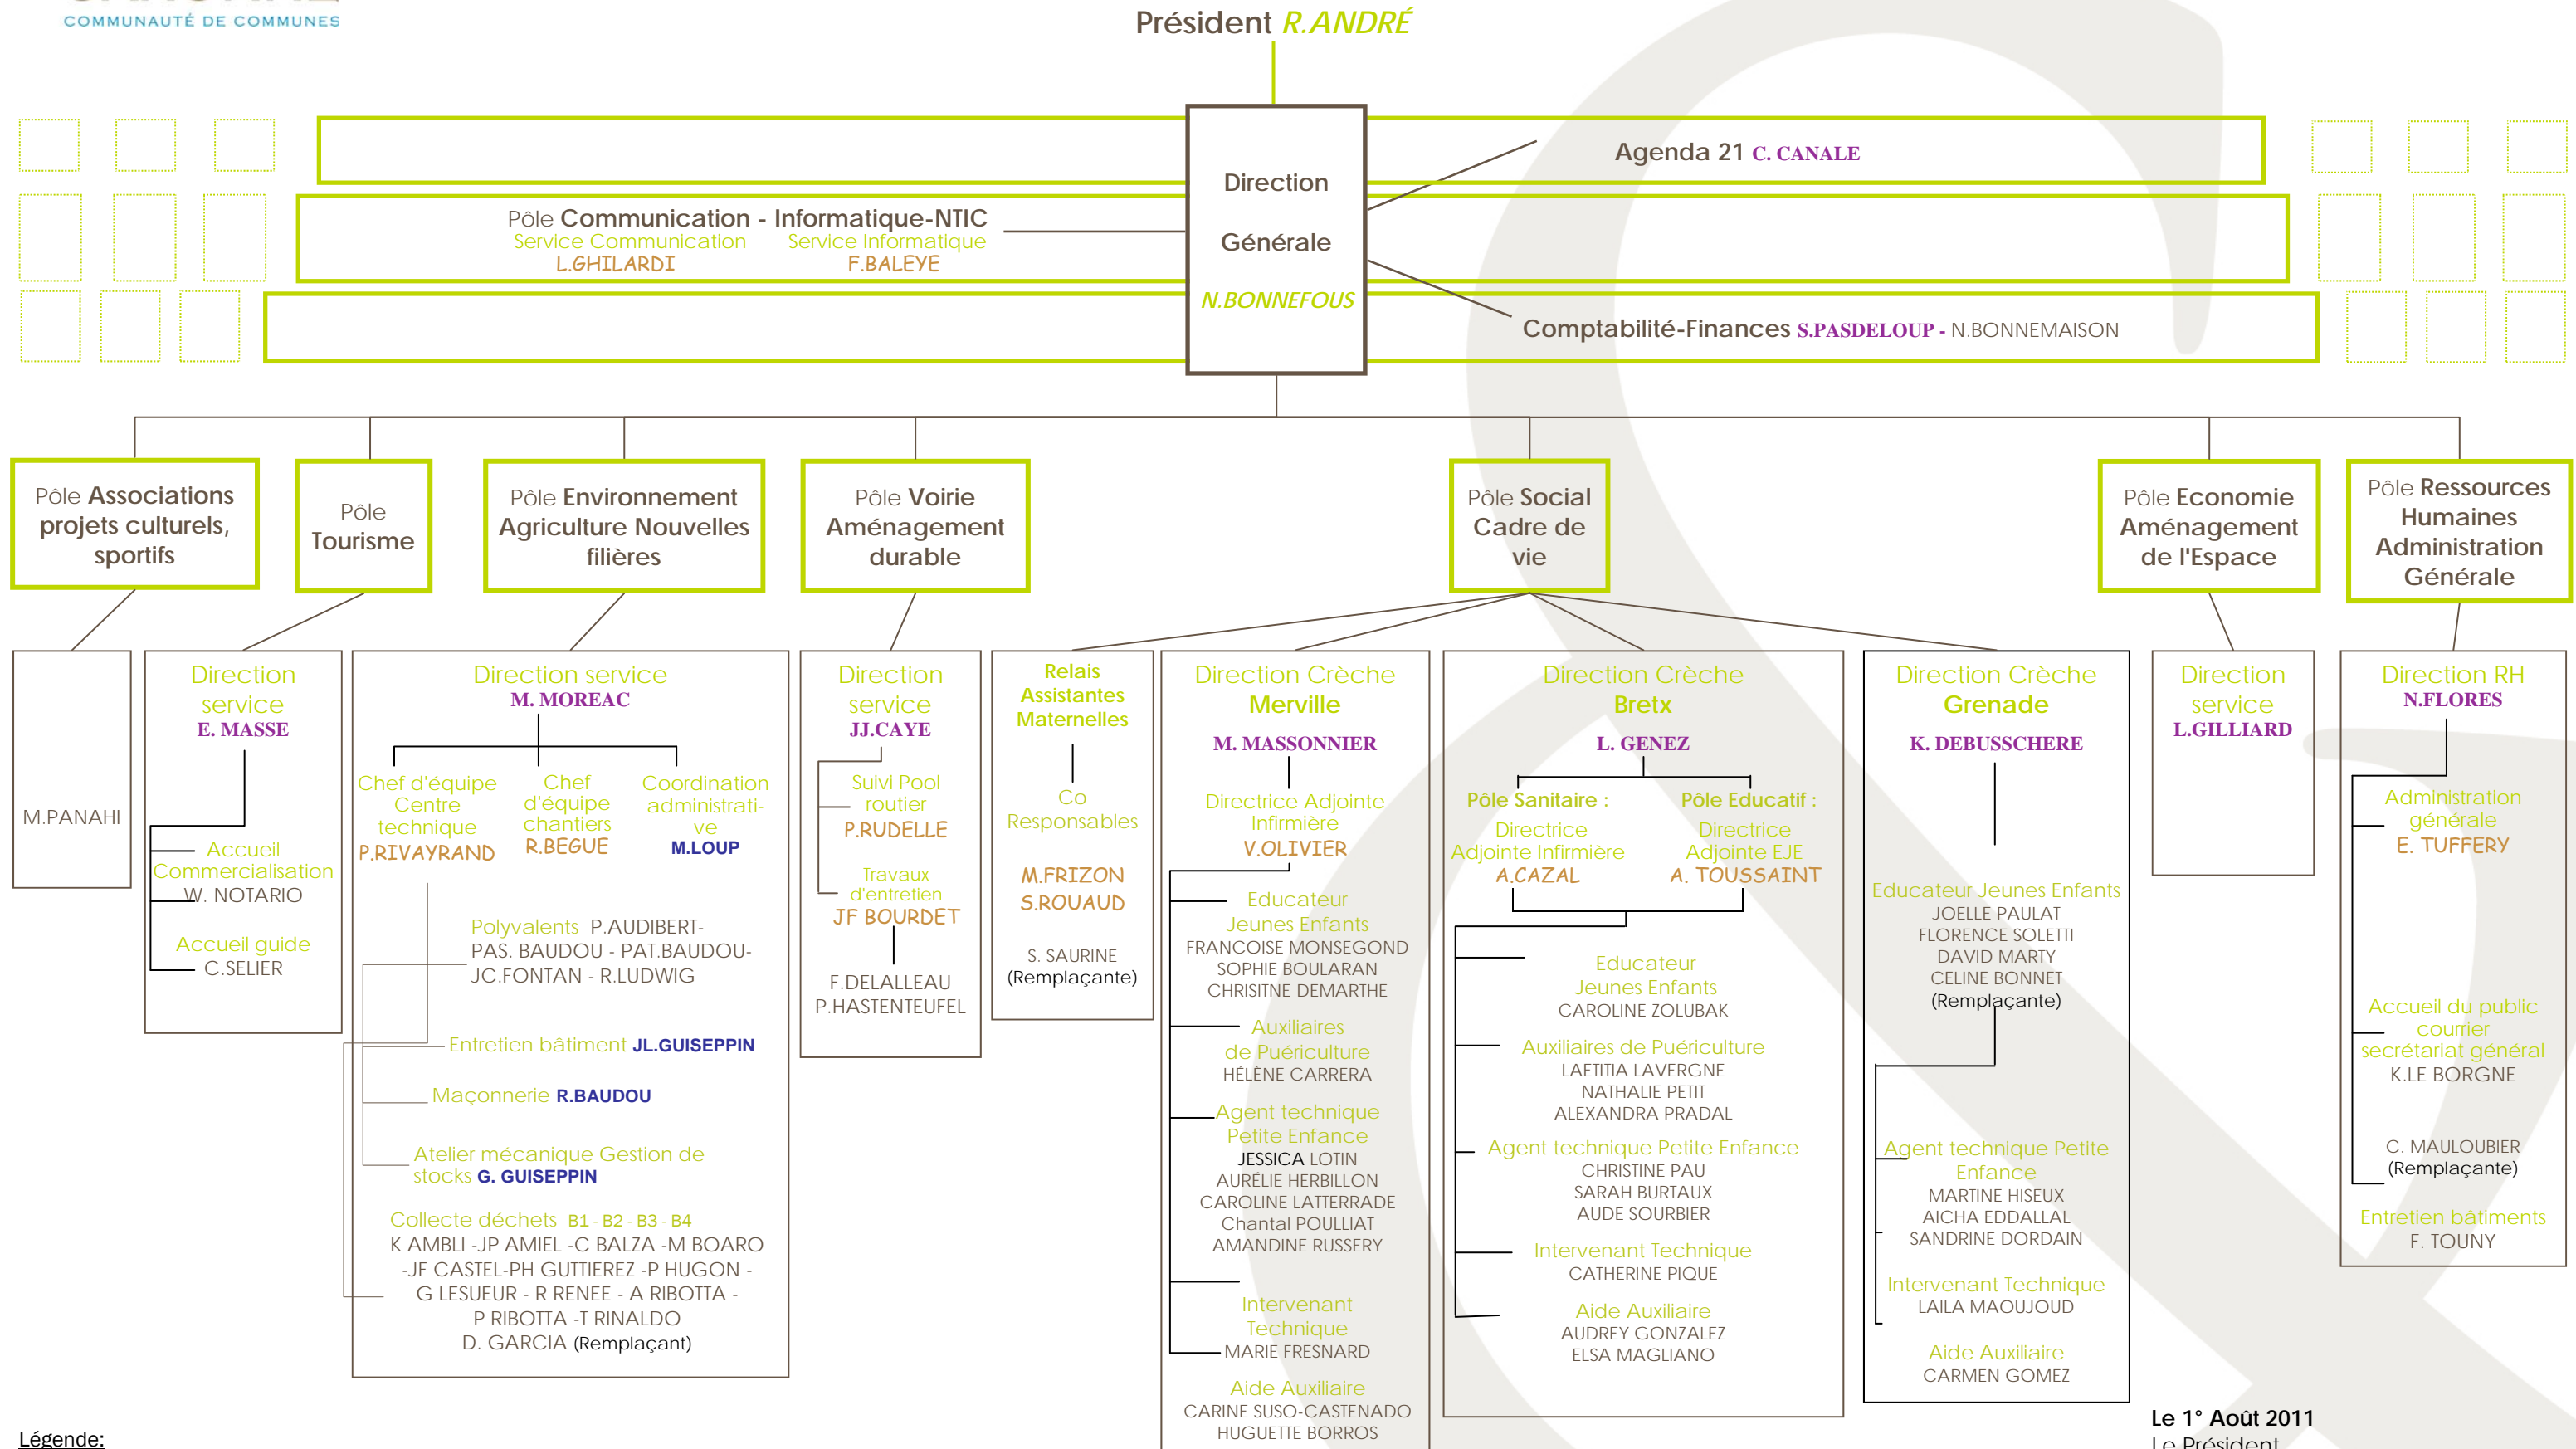 COMMUNAUTÉ DE COMMUNES
Président R.ANDRÉ
Direction
Générale
N.BONNEFOUS
Agenda 21 C. CANALE
Pôle Communication - Informatique-NTIC
Service Communication Service Informatique
L.GHILARDI F.BALEYE
Comptabilité-Finances S.PASDELOUP - N.BONNEMAISON
Pôle Associations
projets culturels,
sportifs
Pôle
Tourisme
Pôle Environnement
Agriculture Nouvelles
filières
Pôle Voirie
Aménagement
durable
Pôle Social
Cadre de
vie
Pôle Economie
Aménagement
de l'Espace
Pôle Ressources
Humaines
Administration
Générale
M.PANAHI
Direction
service
E. MASSE
Accueil
Commercialisation
W. NOTARIO
Accueil guide
C.SELIER
Direction service
M. MOREAC
Chef d'équipe
Centre
technique
P.RIVAYRAND
Chef
d'équipe
chantiers
R.BEGUE
Coordination
administrati-
ve
M.LOUP
Polyvalents P.AUDIBERT-
PAS. BAUDOU - PAT.BAUDOU-
JC.FONTAN - R.LUDWIG
Entretien bâtiment JL.GUISEPPIN
Maçonnerie R.BAUDOU
Atelier mécanique Gestion de
stocks G. GUISEPPIN
Collecte déchets B1 - B2 - B3 - B4
K AMBLI -JP AMIEL -C BALZA -M BOARO
-JF CASTEL-PH GUTTIEREZ -P HUGON -
G LESUEUR - R RENEE - A RIBOTTA -
P RIBOTTA -T RINALDO
D. GARCIA (Remplaçant)
Direction
service
JJ.CAYE
Suivi Pool
routier
P.RUDELLE
Travaux
d'entretien
JF BOURDET
F.DELALLEAU
P.HASTENTEUFEL
Relais
Assistantes
Maternelles
Co
Responsables
M.FRIZON
S.ROUAUD
S. SAURINE
(Remplaçante)
Direction Crèche
Merville
M. MASSONNIER
Directrice Adjointe
Infirmière
V.OLIVIER
Educateur
Jeunes Enfants
FRANCOISE MONSEGOND
SOPHIE BOULARAN
CHRISITNE DEMARTHE
Auxiliaires
de Puériculture
HÉLÈNE CARRERA
Agent technique
Petite Enfance
JESSICA LOTIN
AURÉLIE HERBILLON
CAROLINE LATTERRADE
Chantal POULLIAT
AMANDINE RUSSERY
Intervenant
Technique
MARIE FRESNARD
Aide Auxiliaire
CARINE SUSO-CASTENADO
HUGUETTE BORROS
Direction Crèche
Bretx
L. GENEZ
Pôle Sanitaire :
Directrice
Adjointe Infirmière
A.CAZAL
Pôle Educatif :
Directrice
Adjointe EJE
A. TOUSSAINT
Educateur
Jeunes Enfants
CAROLINE ZOLUBAK
Auxiliaires de Puériculture
LAETITIA LAVERGNE
NATHALIE PETIT
ALEXANDRA PRADAL
Agent technique Petite Enfance
CHRISTINE PAU
SARAH BURTAUX
AUDE SOURBIER
Intervenant Technique
CATHERINE PIQUE
Aide Auxiliaire
AUDREY GONZALEZ
ELSA MAGLIANO
Direction Crèche
Grenade
K. DEBUSSCHERE
Educateur Jeunes Enfants
JOELLE PAULAT
FLORENCE SOLETTI
DAVID MARTY
CELINE BONNET
(Remplaçante)
Agent technique Petite
Enfance
MARTINE HISEUX
AICHA EDDALLAL
SANDRINE DORDAIN
Intervenant Technique
LAILA MAOUJOUD
Aide Auxiliaire
CARMEN GOMEZ
Direction
service
L.GILLIARD
Direction RH
N.FLORES
Administration
générale
E. TUFFERY
Accueil du public
courrier
secrétariat général
K.LE BORGNE
C. MAULOUBIER
(Remplaçante)
Entretien bâtiments
F. TOUNY
Légende:
Le 1° Août 2011
Le Président